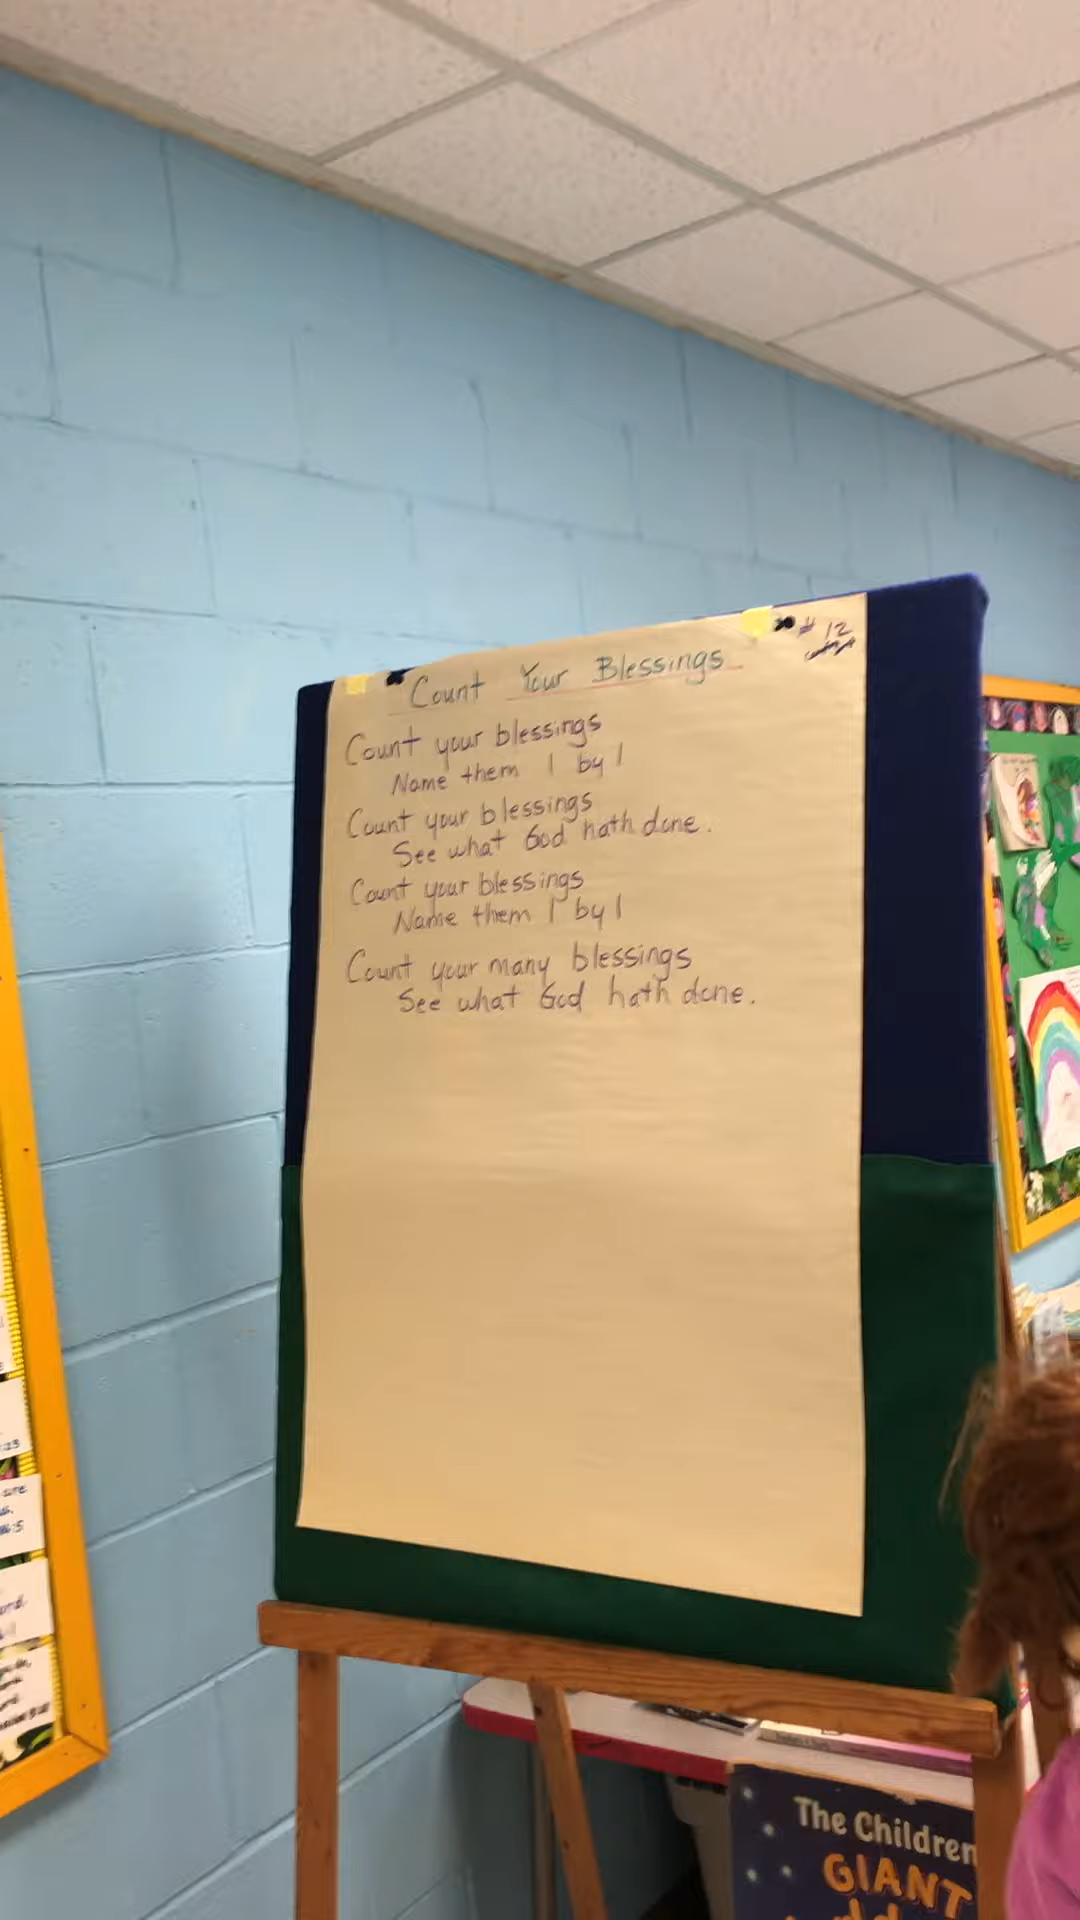 # 12
Count Your Blessings
Count your blessings
Name them 1 by 1
Count your blessings
See what God hath done.
Count your blessings
Name them 1 by 1
Count your many blessings
See what God hath done.
The Children
GIANT